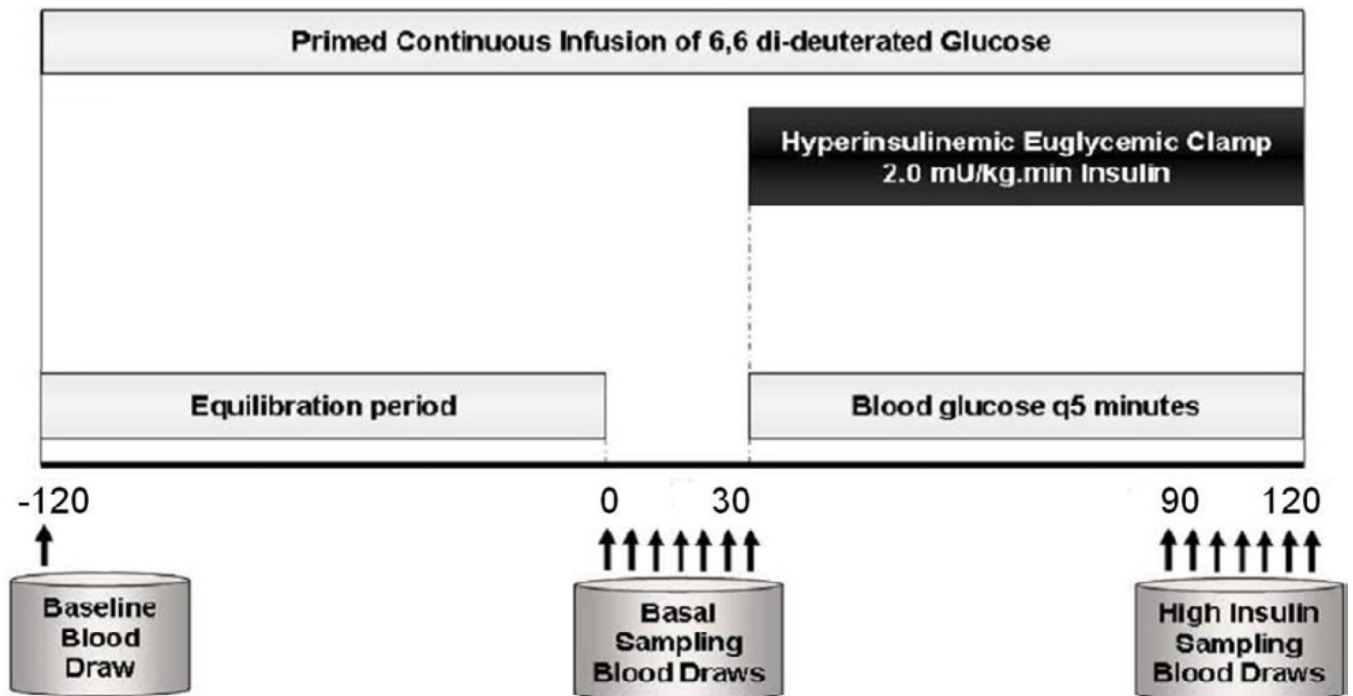 Primed Continuous Infusion of 6,6 di-deuterated Glucose
Hyperinsulinemic Euglycemic Clamp
2.0 mU/kg.min Insulin
Equilibration period
Blood glucose q5 minutes
-120
0
30
90
120
Baseline
Blood
Draw
Basal
Sampling
Blood Draws
High Insulin
Sampling
Blood Draws